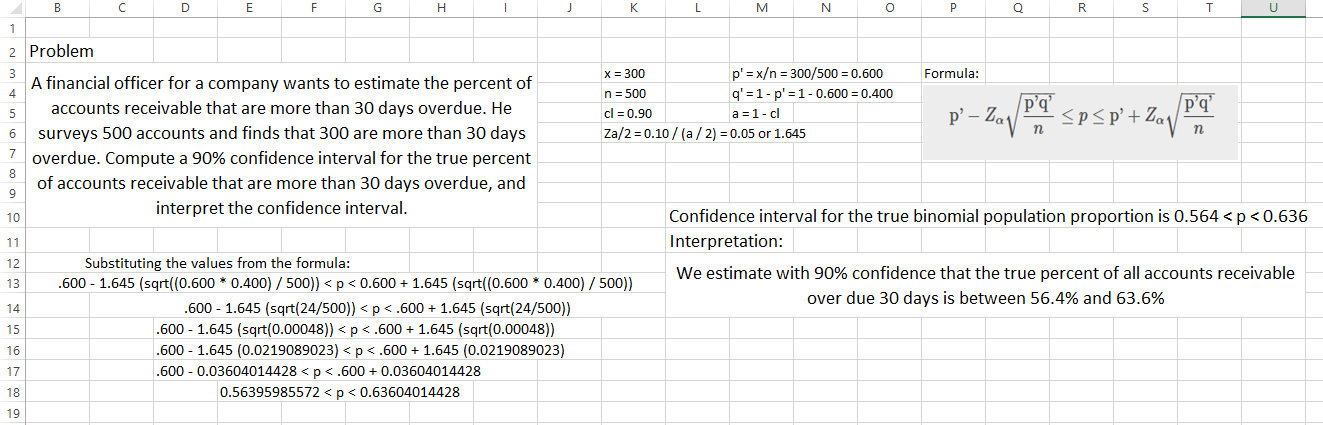 B C D E F G H I J K L M N O P Q R S T U
1
2 Problem
3 x = 300 p' = x/n = 300/500 = 0.600 Formula:
A financial officer for a company wants to estimate the percent of
4 n = 500 q' = 1 - p' = 1 - 0.600 = 0.400
accounts receivable that are more than 30 days overdue. He
5 cl = 0.90 a = 1 - cl
p' − Zα√p'q'/n ≤ p ≤ p' + Zα√p'q'/n
6 surveys 500 accounts and finds that 300 are more than 30 days Za/2 = 0.10 / (a / 2) = 0.05 or 1.645
7 overdue. Compute a 90% confidence interval for the true percent
8
of accounts receivable that are more than 30 days overdue, and
9
interpret the confidence interval.
10 Confidence interval for the true binomial population proportion is 0.564 < p < 0.636
11 Interpretation:
12 Substituting the values from the formula:
We estimate with 90% confidence that the true percent of all accounts receivable
13 .600 - 1.645 (sqrt((0.600 * 0.400) / 500)) < p < 0.600 + 1.645 (sqrt((0.600 * 0.400) / 500))
over due 30 days is between 56.4% and 63.6%
14 .600 - 1.645 (sqrt(24/500)) < p < .600 + 1.645 (sqrt(24/500))
15 .600 - 1.645 (sqrt(0.00048)) < p < .600 + 1.645 (sqrt(0.00048))
16 .600 - 1.645 (0.0219089023) < p < .600 + 1.645 (0.0219089023)
17 .600 - 0.03604014428 < p < .600 + 0.03604014428
18 0.56395985572 < p < 0.63604014428
19